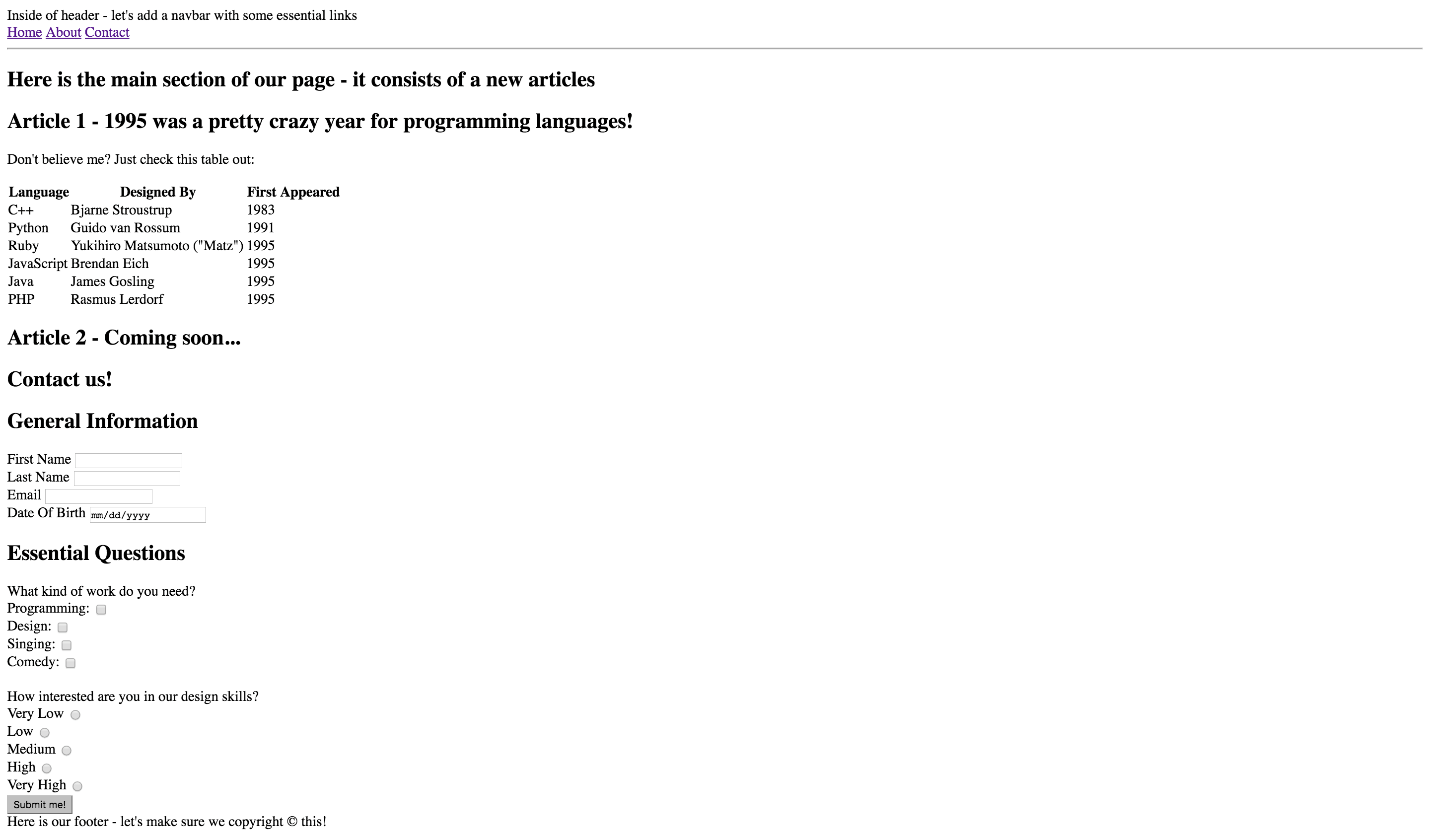 Inside of header - let's add a navbar with some essential links
Home About Contact
Here is the main section of our page - it consists of a new articles
Article 1 - 1995 was a pretty crazy year for programming languages!
Don't believe me? Just check this table out:
Language Designed By First Appeared
C++ Bjarne Stroustrup 1983
Python Guido van Rossum 1991
Ruby Yukihiro Matsumoto ("Matz") 1995
JavaScript Brendan Eich 1995
Java James Gosling 1995
PHP Rasmus Lerdorf 1995
Article 2 - Coming soon...
Contact us!
General Information
First Name
Last Name
Email
Date Of Birth mm/dd/yyyy
Essential Questions
What kind of work do you need?
Programming:
Design:
Singing:
Comedy:
How interested are you in our design skills?
Very Low
Low
Medium
High
Very High
Submit me!
Here is our footer - let's make sure we copyright © this!